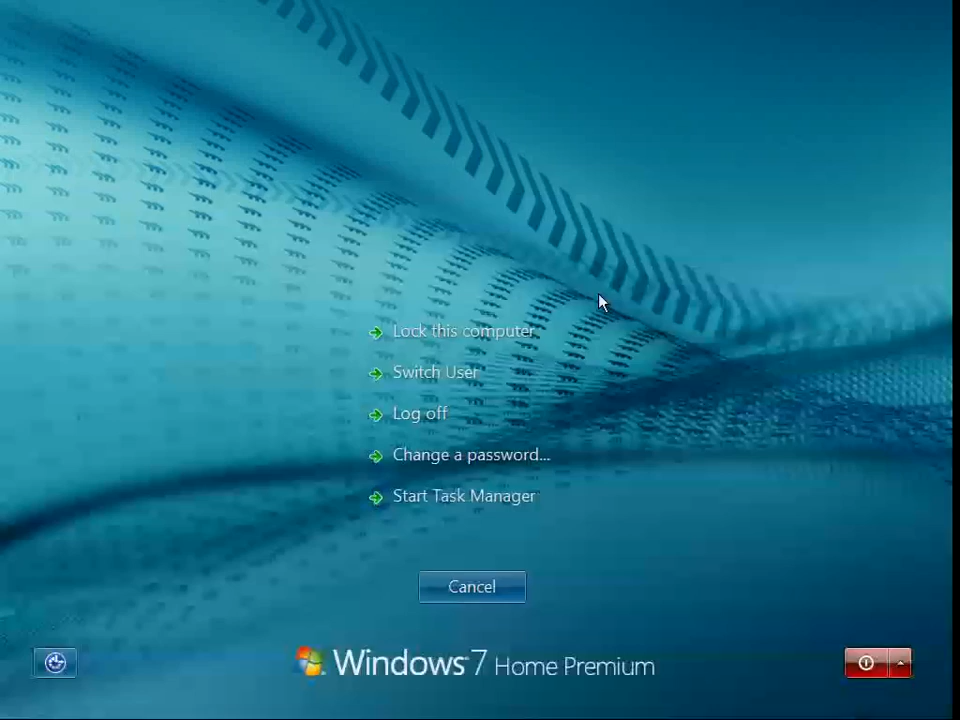 Lock this computer
Switch User
Log off
Change a password...
Start Task Manager
Cancel
Windows 7 Home Premium